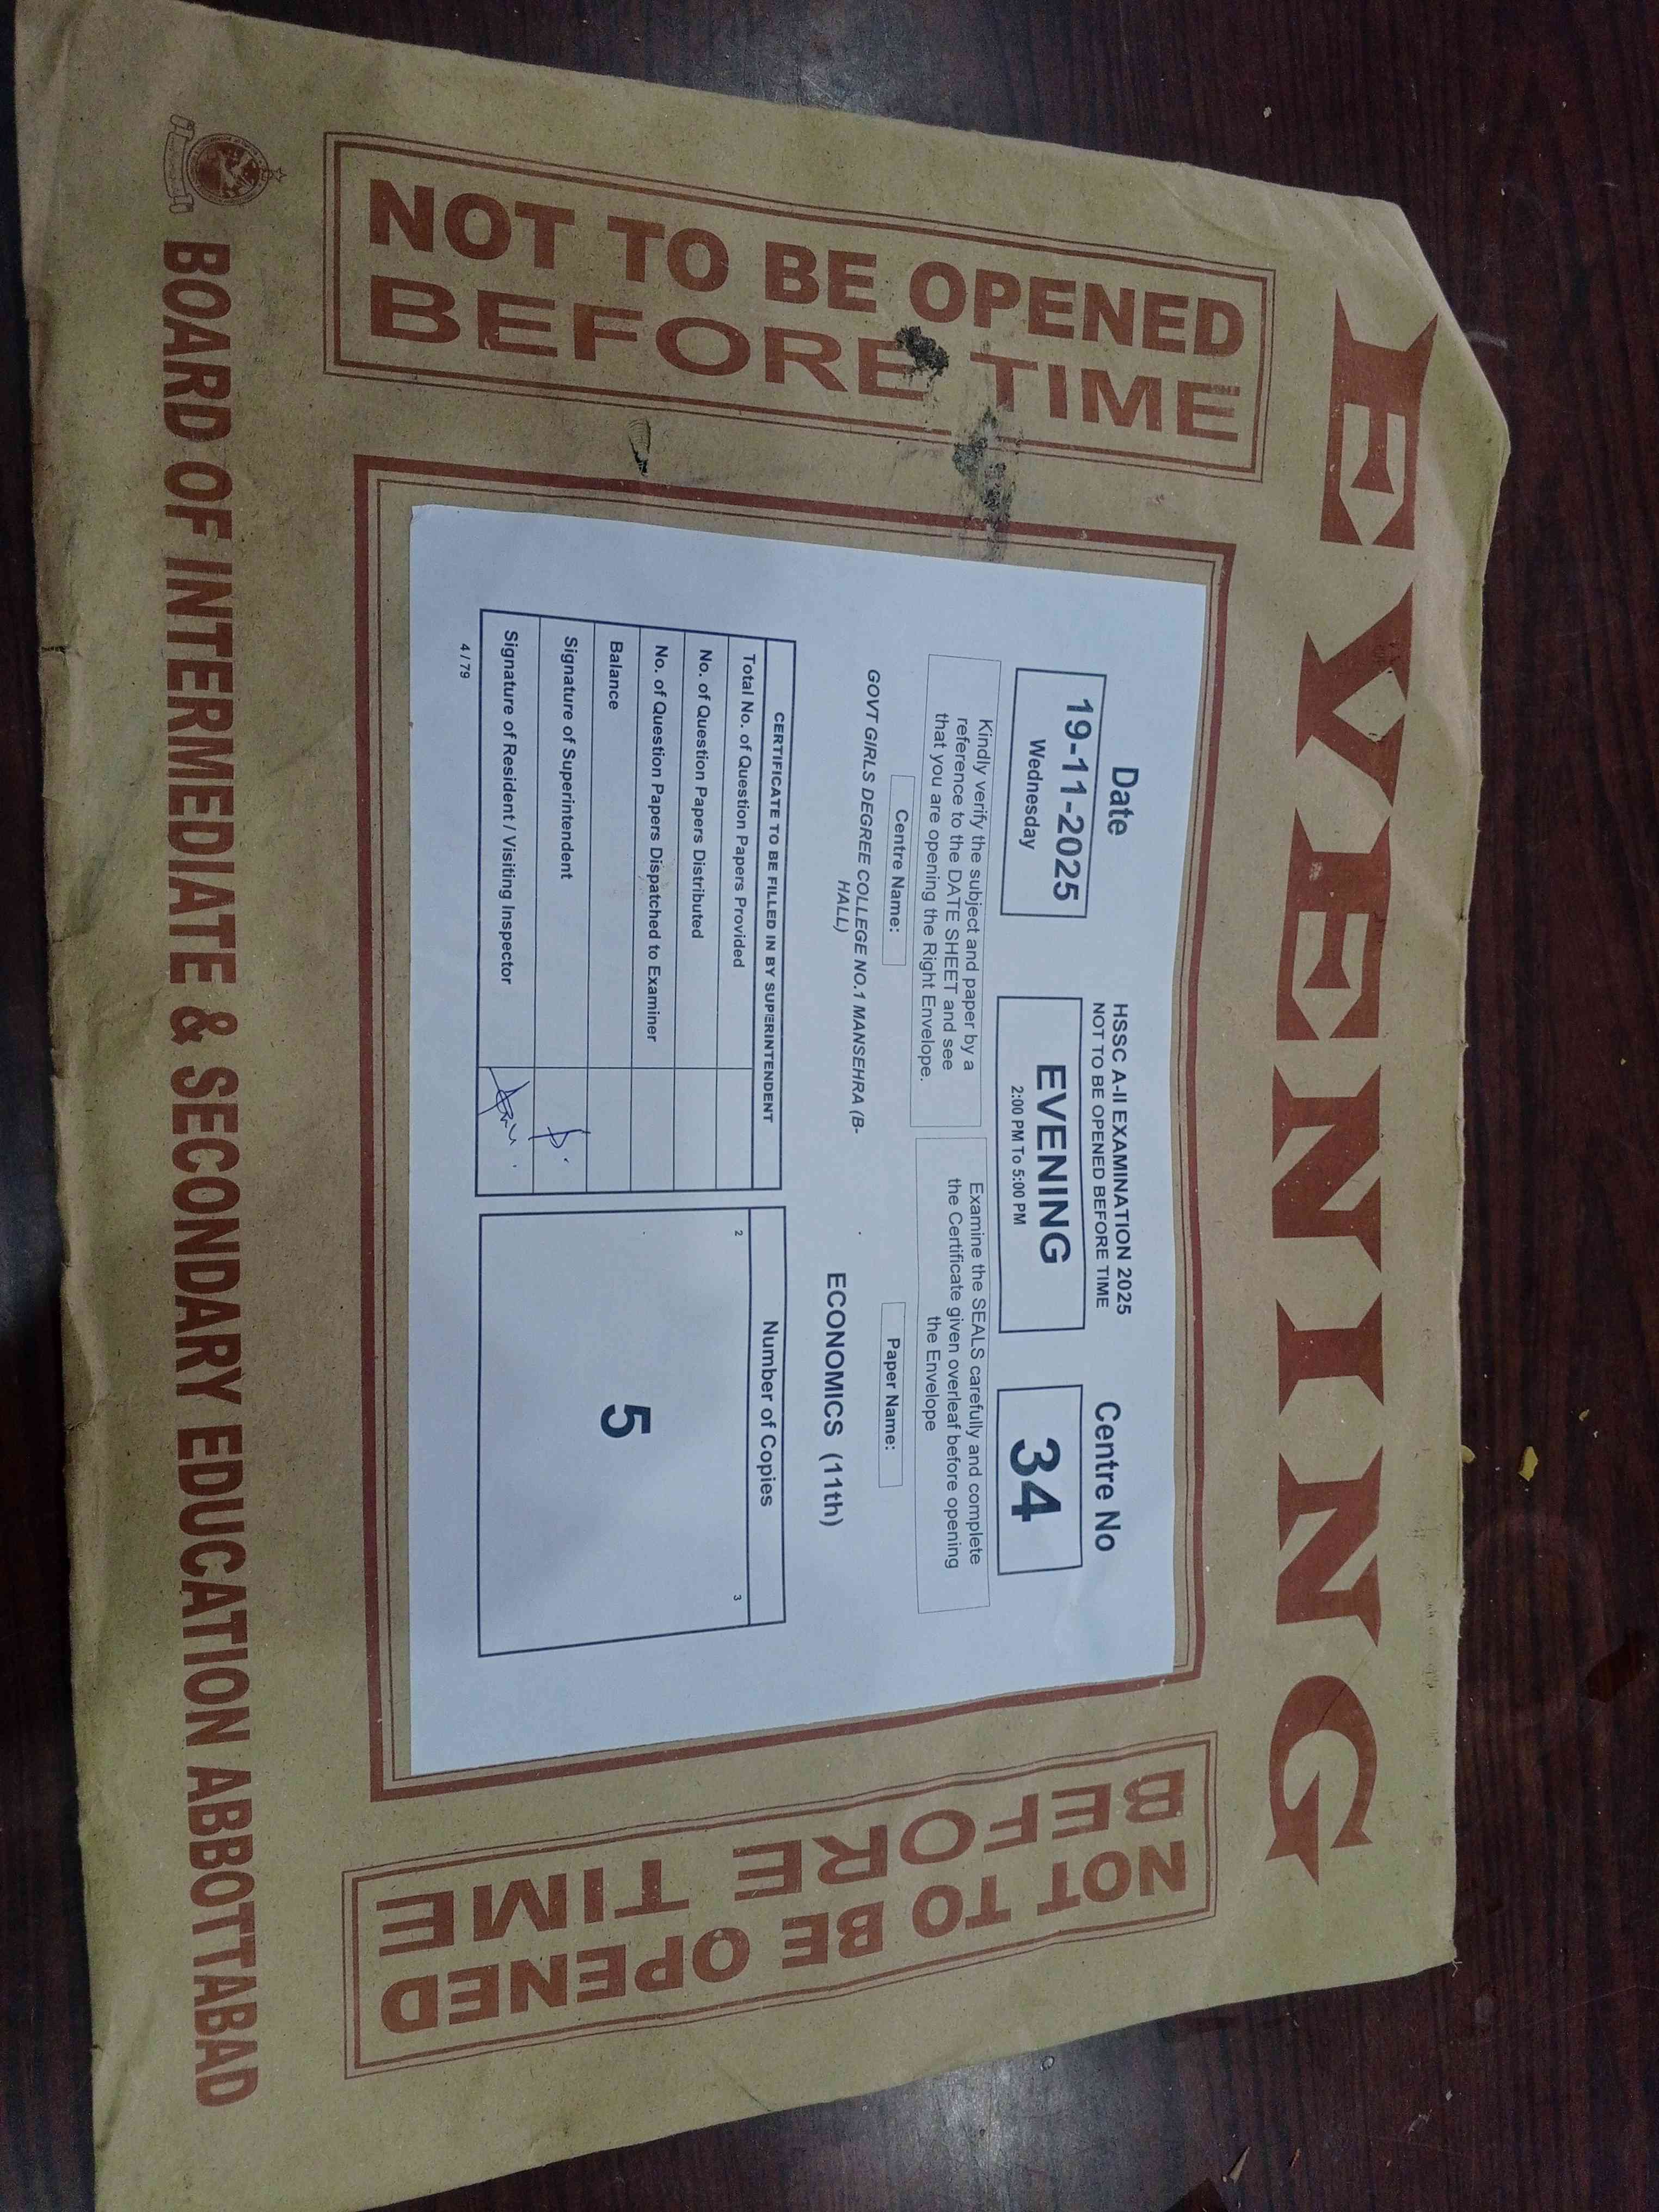 EVENING
NOT TO BE OPENED
BEFORE TIME
Date
19-11-2025
Wednesday
HSSC A-II EXAMINATION 2025
NOT TO BE OPENED BEFORE TIME
EVENING
2:00 PM To 5:00 PM
Centre No
34
Kindly verify the subject and paper by a
reference to the DATE SHEET and see
that you are opening the Right Envelope.
Examine the SEALS carefully and complete
the Certificate given overleaf before opening
the Envelope
Centre Name:
GOVT GIRLS DEGREE COLLEGE NO.1 MANSEHRA (B-
HALL)
Paper Name:
ECONOMICS (11th)
CERTIFICATE TO BE FILLED IN BY SUPERINTENDENT
Total No. of Question Papers Provided
No. of Question Papers Distributed
No. of Question Papers Dispatched to Examiner
Balance
Signature of Superintendent
Signature of Resident / Visiting Inspector
Number of Copies
2
3
5
4 / 79
NOT TO BE OPENED
BEFORE TIME
BOARD OF INTERMEDIATE & SECONDARY EDUCATION ABBOTTABAD